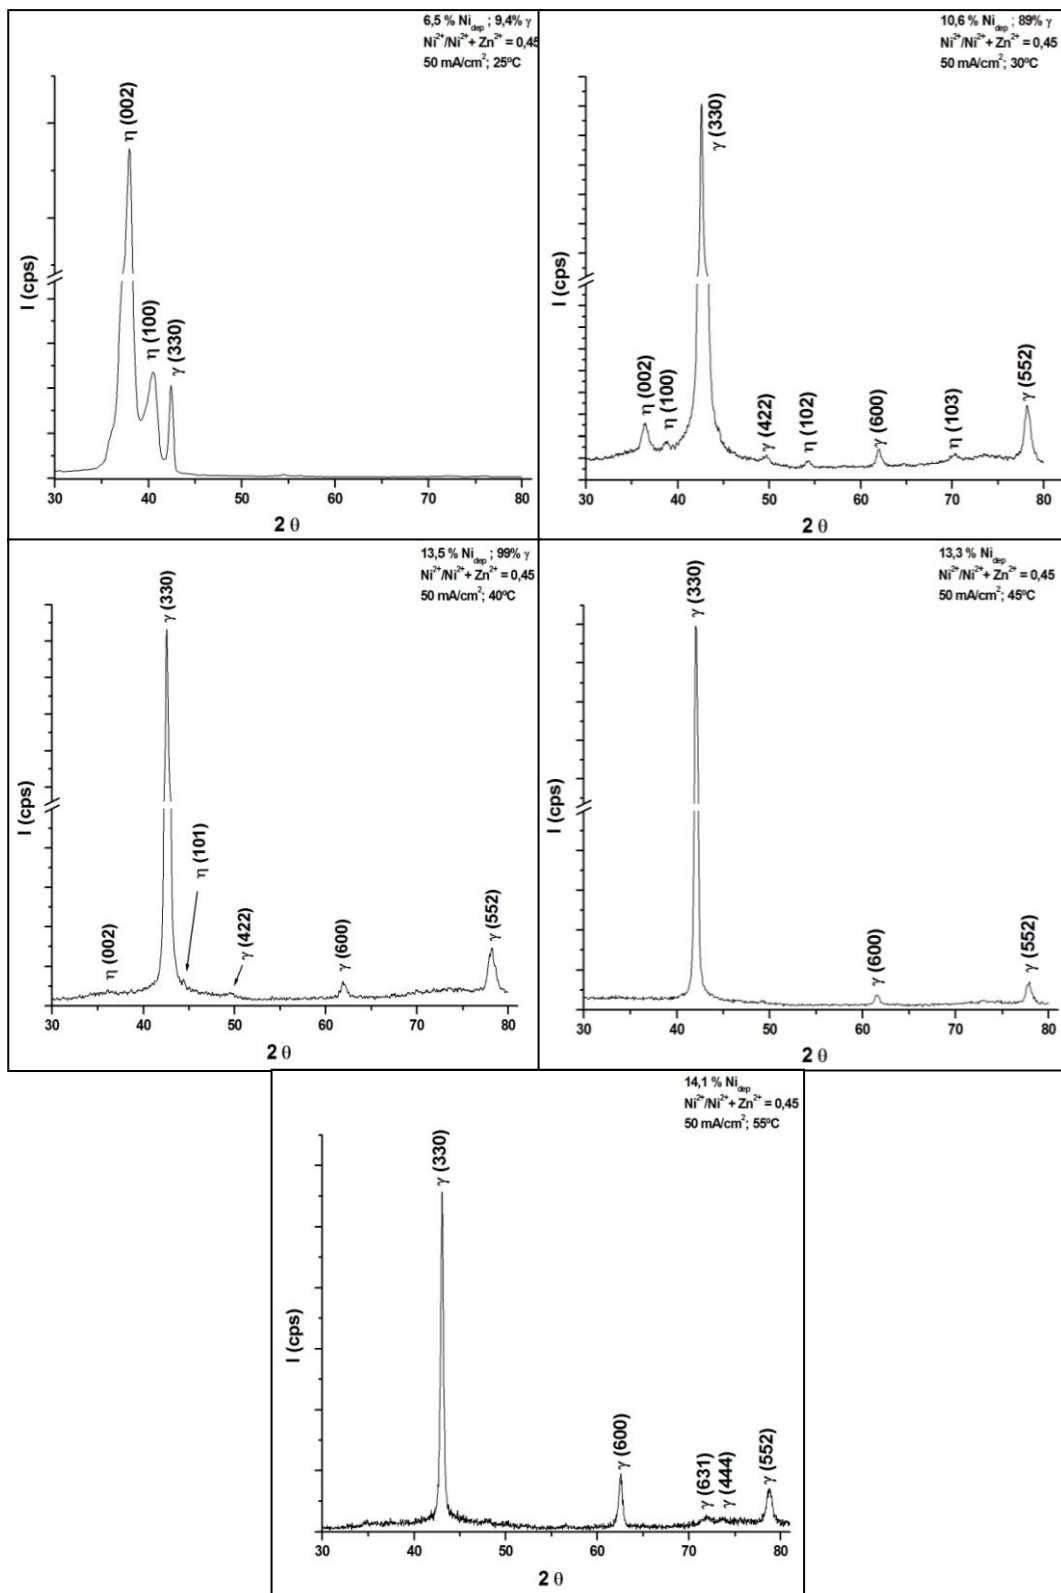 6,5 % Ni_dep ; 9,4% γ
Ni²⁺/Ni²⁺+ Zn²⁺ = 0,45
50 mA/cm²; 25ºC
η (002)
η (100)
γ (330)
I (cps)
30 40 50 60 70 80
2 θ
10,6 % Ni_dep ; 89% γ
Ni²⁺/Ni²⁺+ Zn²⁺ = 0,45
50 mA/cm²; 30ºC
η (002)
η (100)
γ (330)
γ (422)
η (102)
γ (600)
η (103)
γ (552)
I (cps)
30 40 50 60 70 80
2 θ
13,5 % Ni_dep ; 99% γ
Ni²⁺/Ni²⁺+ Zn²⁺ = 0,45
50 mA/cm²; 40ºC
η (002)
γ (330)
η (101)
γ (422)
γ (600)
γ (552)
I (cps)
30 40 50 60 70 80
2 θ
13,3 % Ni_dep
Ni²⁺/Ni²⁺+ Zn²⁺ = 0,45
50 mA/cm²; 45ºC
γ (330)
γ (600)
γ (552)
I (cps)
30 40 50 60 70 80
2 θ
14,1 % Ni_dep
Ni²⁺/Ni²⁺+ Zn²⁺ = 0,45
50 mA/cm²; 55ºC
γ (330)
γ (600)
γ (631)
γ (444)
γ (552)
I (cps)
30 40 50 60 70 80
2 θ